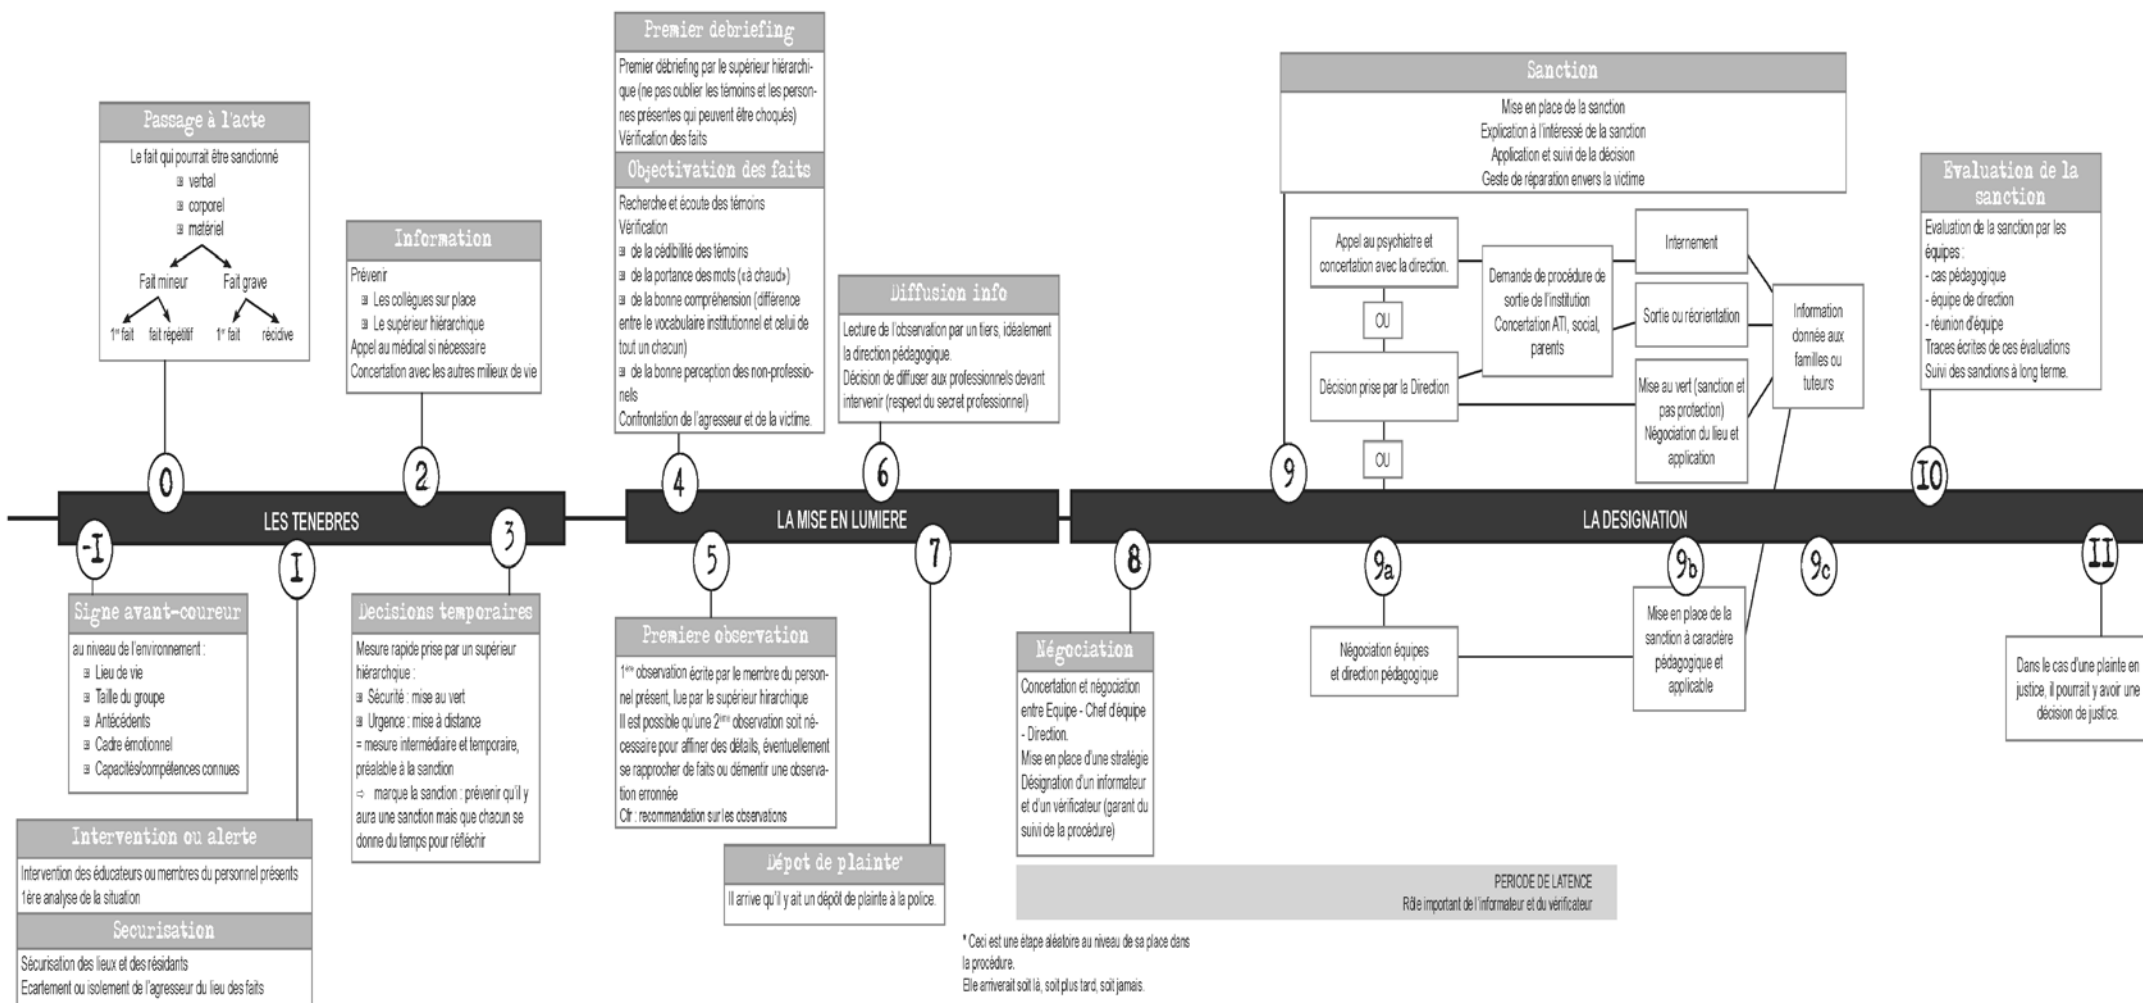 Passage à l'acte
Le fait qui pourrait être sanctionné
verbal
corporel
matériel
Fait mineur
Fait grave
1er fait
fait répétitif
1er fait
récidive
Information
Prévenir
Les collègues sur place
Le supérieur hiérarchique
Appel au médical si nécessaire
Concertation avec les autres milieux de vie
Premier debriefing
Premier débriefing par le supérieur hiérarchi-
que (ne pas oublier les témoins et les person-
nes présentes qui peuvent être choqués)
Vérification des faits
Objectivation des faits
Recherche et écoute des témoins
Vérification
de la cédibilité des témoins
de la portance des mots («à chaud»)
de la bonne compréhension (différence
entre le vocabulaire institutionnel et celui de
tout un chacun)
de la bonne perception des non-professio-
nels
Confrontation de l'agresseur et de la victime.
Diffusion info
Lecture de l'observation par un tiers, idéalement
la direction pédagogique.
Décision de diffuser aux professionnels devant
intervenir (respect du secret professionnel)
Sanction
Mise en place de la sanction
Explication à l'intéressé de la sanction
Application et suivi de la décision
Geste de réparation envers la victime
Appel au psychiatre et
concertation avec la direction.
OU
Décision prise par la Direction
OU
Demande de procédure de
sortie de l'institution
Concertation ATI, social,
parents
Internement
Sortie ou réorientation
Mise au vert (sanction et
pas protection)
Négociation du lieu et
application
Information
donnée aux
familles ou
tuteurs
Evaluation de la
sanction
Evaluation de la sanction par les
équipes :
- cas pédagogique
- équipe de direction
- réunion d'équipe
Traces écrites de ces évaluations
Suivi des sanctions à long terme.
0
2
4
6
9
10
LES TENEBRES
LA MISE EN LUMIERE
LA DESIGNATION
-1
1
3
5
7
8
9a
9b
9c
11
Signe avant-coureur
au niveau de l'environnement :
Lieu de vie
Taille du groupe
Antécédents
Cadre émotionnel
Capacités/compétences connues
Intervention ou alerte
Intervention des éducateurs ou membres du personnel présents
1ère analyse de la situation
Securisation
Sécurisation des lieux et des résidants
Ecartement ou isolement de l'agresseur du lieu des faits
Decisions temporaires
Mesure rapide prise par un supérieur
hiérarchqiue :
Sécurité : mise au vert
Urgence : mise à distance
= mesure intermédiaire et temporaire,
préalable à la sanction
⇨ marque la sanction : prévenir qu'il y
aura une sanction mais que chacun se
donne du temps pour réfléchir
Premiere observation
1ère observation écrite par le membre du person-
nel présent, lue par le supérieur hirarchique
Il est possible qu'une 2ème observation soit né-
cessaire pour affiner des détails, éventuellement
se rapprocher de faits ou démentir une observa-
tion erronnée
Cfr : recommandation sur les observations
Dépot de plainte*
Il arrive qu'il y ait un dépôt de plainte à la police.
Négociation
Concertation et négociation
entre Equipe - Chef d'équipe
- Direction.
Mise en place d'une stratégie
Désignation d'un informateur
et d'un vérificateur (garant du
suivi de la procédure)
Négociation équipes
et direction pédagogique
Mise en place de la
sanction à caractère
pédagogique et
applicable
Dans le cas d'une plainte en
justice, il pourrait y avoir une
décision de justice.
PERIODE DE LATENCE
Rôle important de l'informateur et du vérificateur
* Ceci est une étape aléatoire au niveau de sa place dans
la procédure.
Elle arriverait soit là, soit plus tard, soit jamais.